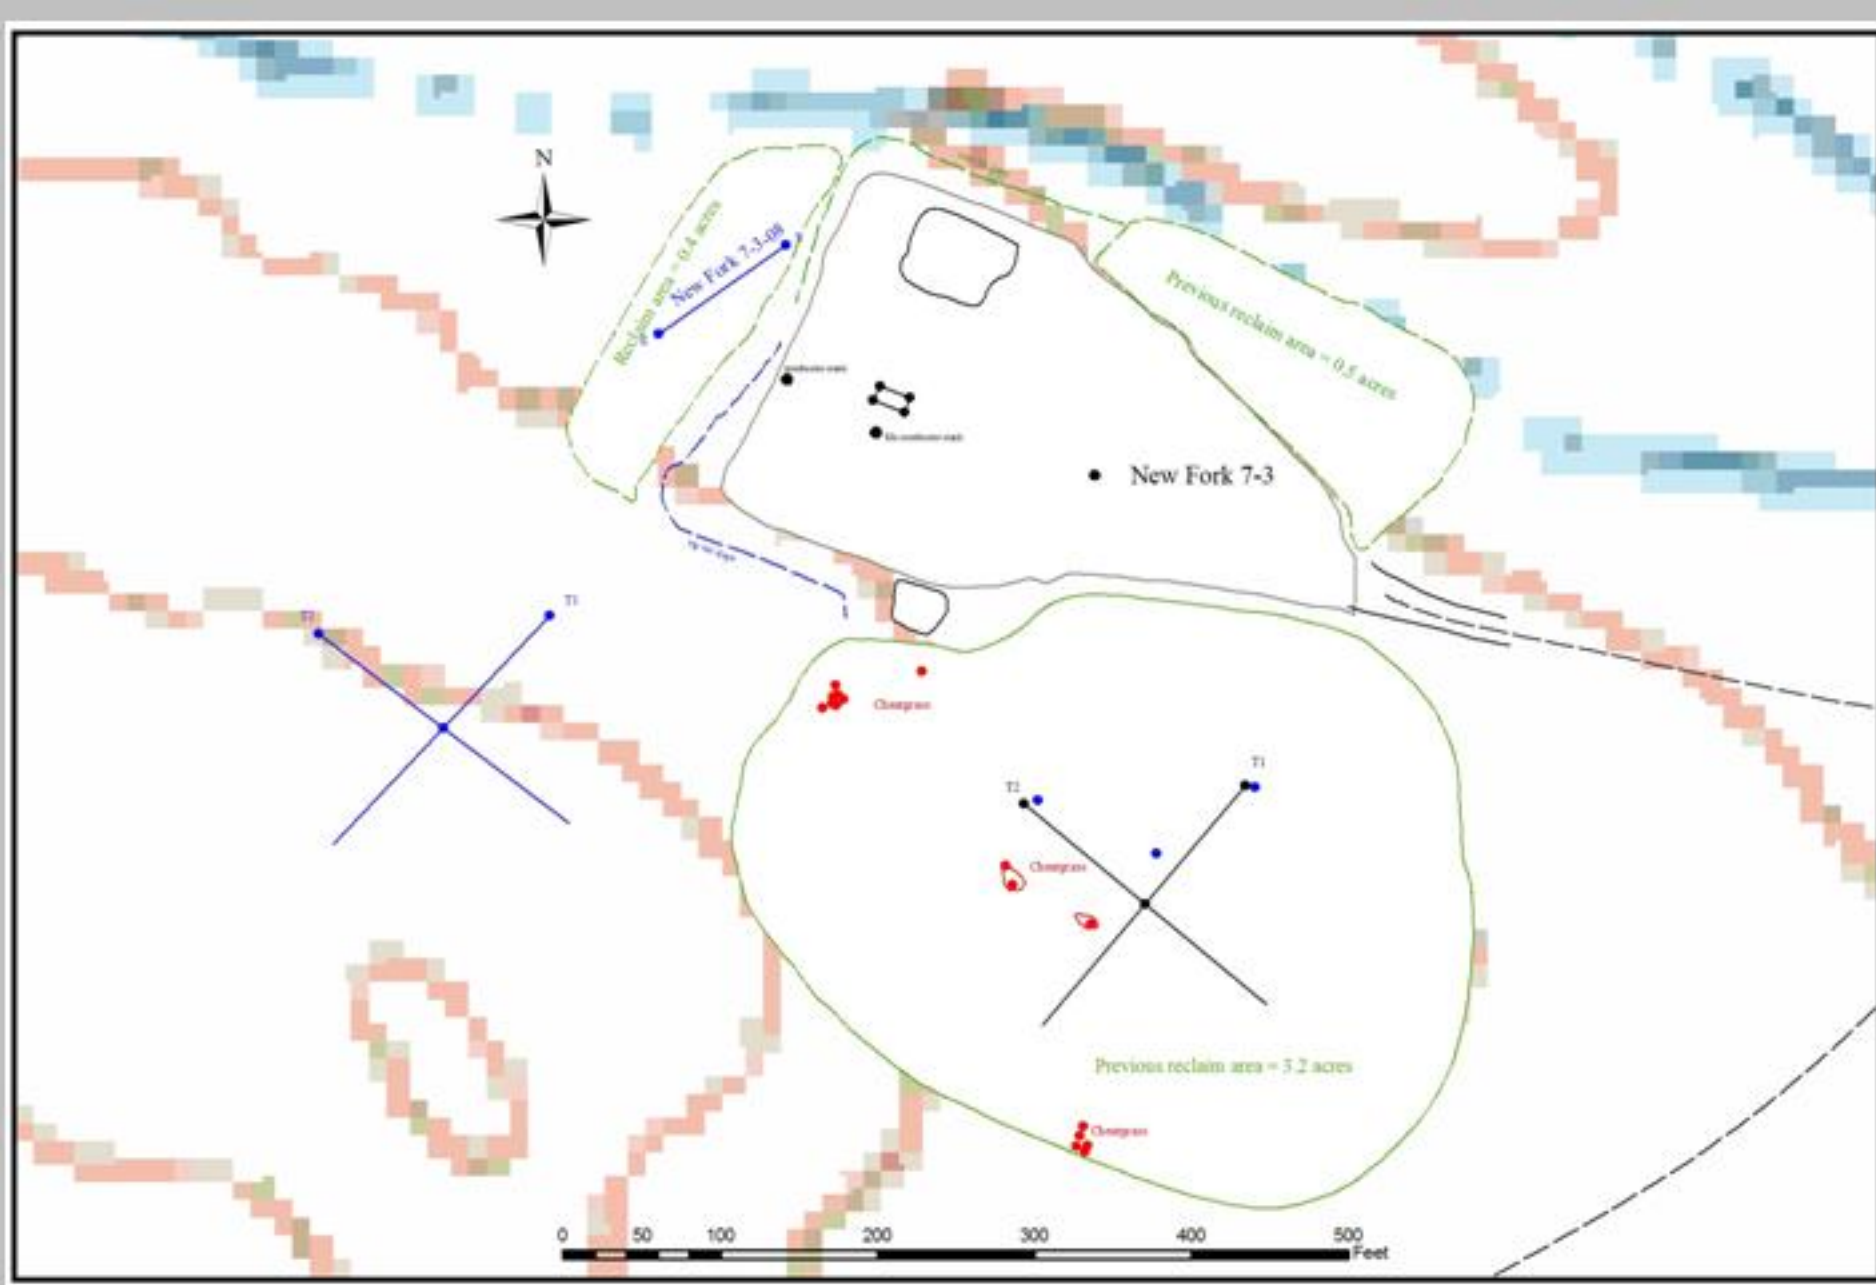 N
New Fork 7-3-08
Reclaim area = 0.4 acres
Previous reclaim area = 0.5 acres
New Fork 7-3
T1
Cheatgrass
T2
T1
Cheatgrass
Previous reclaim area = 3.2 acres
Cheatgrass
0 50 100 200 300 400 500
Feet